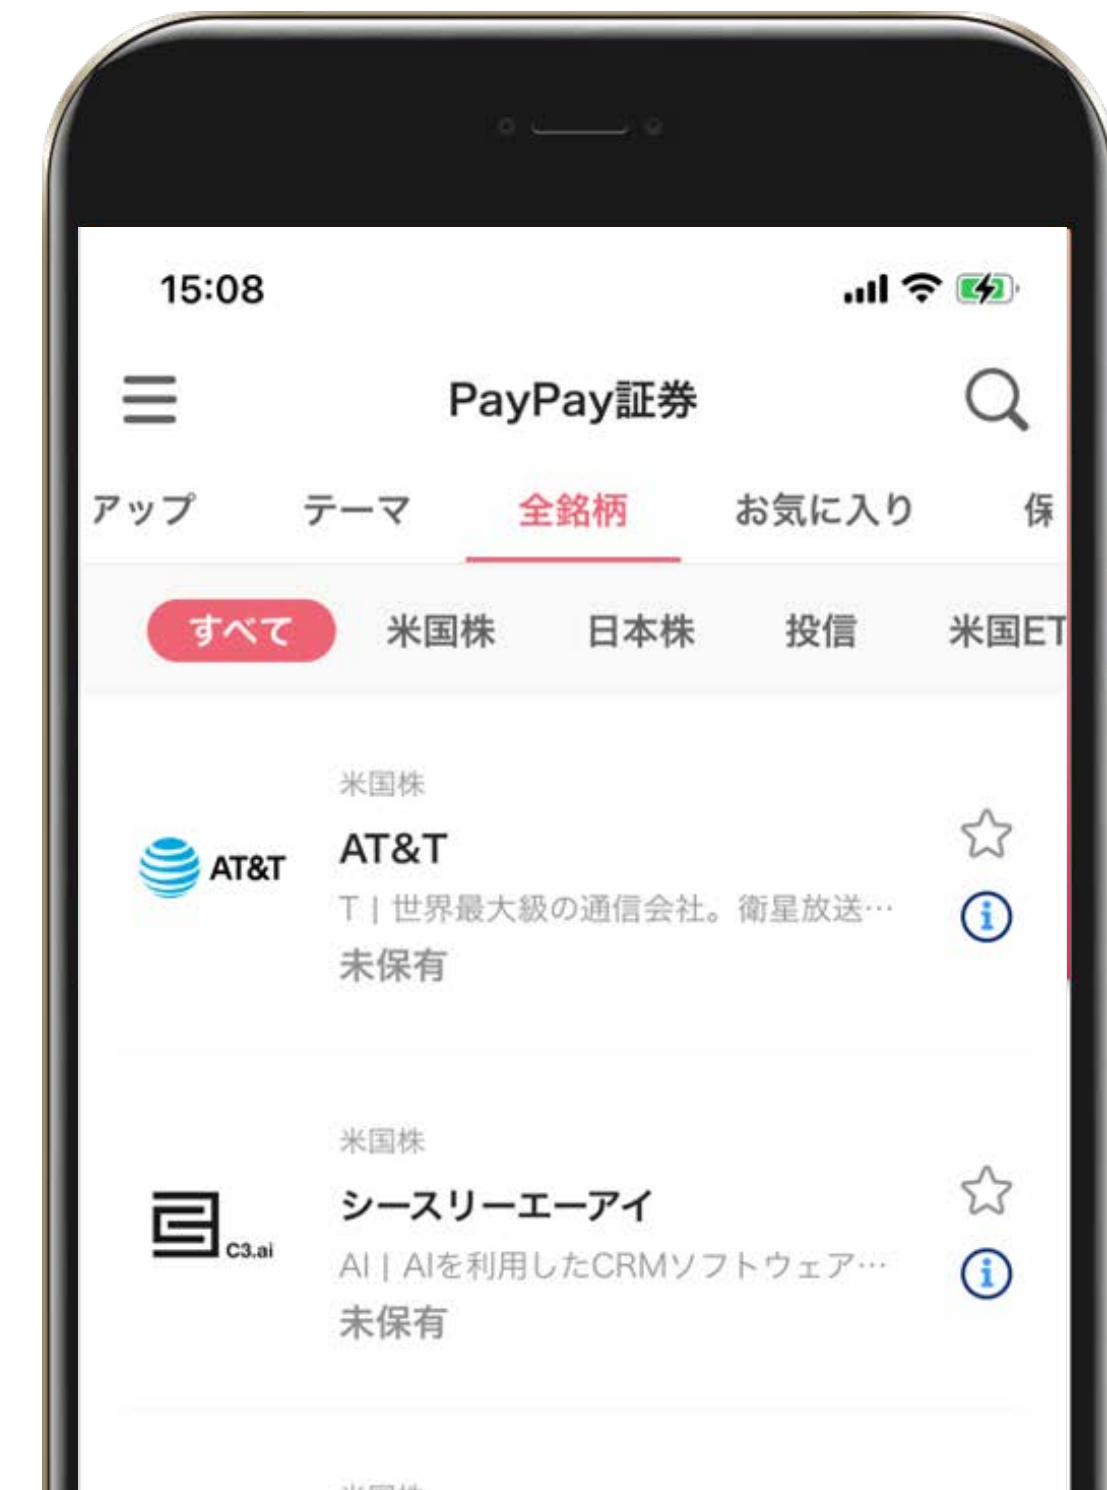 15:08
PayPay証券
アップ テーマ 全銘柄 お気に入り 保
すべて 米国株 日本株 投信 米国ET
米国株
AT&T
AT&T
T | 世界最大級の通信会社。衛星放送…
未保有
米国株
シースリーエーアイ
C3.ai
AI | AIを利用したCRMソフトウェア…
未保有